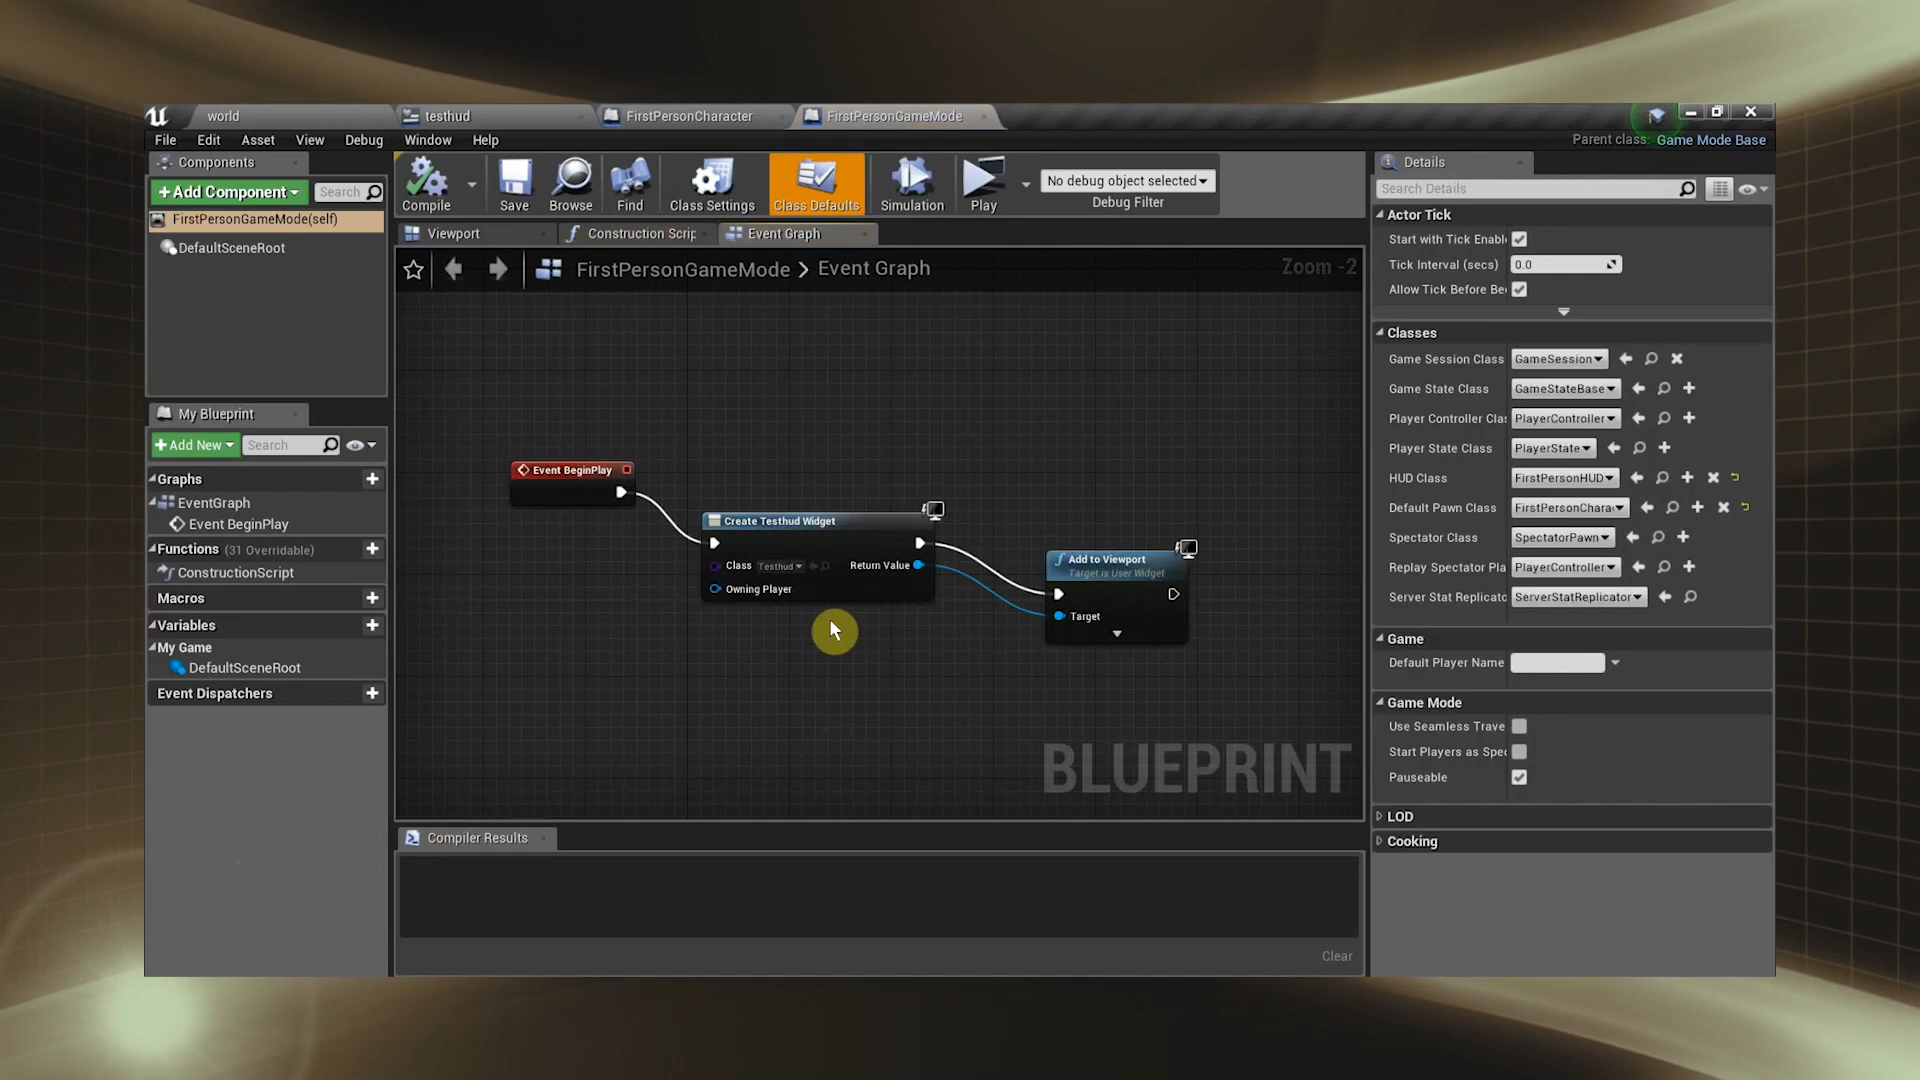 world
testhud
FirstPersonCharacter
FirstPersonGameMode
File Edit Asset View Debug Window Help
Parent class: Game Mode Base
Components
+Add Component
Search
FirstPersonGameMode(self)
DefaultSceneRoot
My Blueprint
+Add New
Search
Graphs
EventGraph
Event BeginPlay
Functions (31 Overridable)
ConstructionScript
Macros
Variables
My Game
DefaultSceneRoot
Event Dispatchers
Compile
Save
Browse
Find
Class Settings
Class Defaults
Simulation
Play
No debug object selected
Debug Filter
Viewport
Construction Scrip
Event Graph
FirstPersonGameMode > Event Graph
Zoom -2
Event BeginPlay
Create Testhud Widget
Class Testhud
Return Value
Owning Player
Add to Viewport
Target is User Widget
Target
BLUEPRINT
Compiler Results
Clear
Details
Search Details
Actor Tick
Start with Tick Enabl
Tick Interval (secs) 0.0
Allow Tick Before Be
Classes
Game Session Class GameSession
Game State Class GameStateBase
Player Controller Clas PlayerController
Player State Class PlayerState
HUD Class FirstPersonHUD
Default Pawn Class FirstPersonChara
Spectator Class SpectatorPawn
Replay Spectator Pla PlayerController
Server Stat Replicato ServerStatReplicator
Game
Default Player Name
Game Mode
Use Seamless Trave
Start Players as Spec
Pauseable
LOD
Cooking